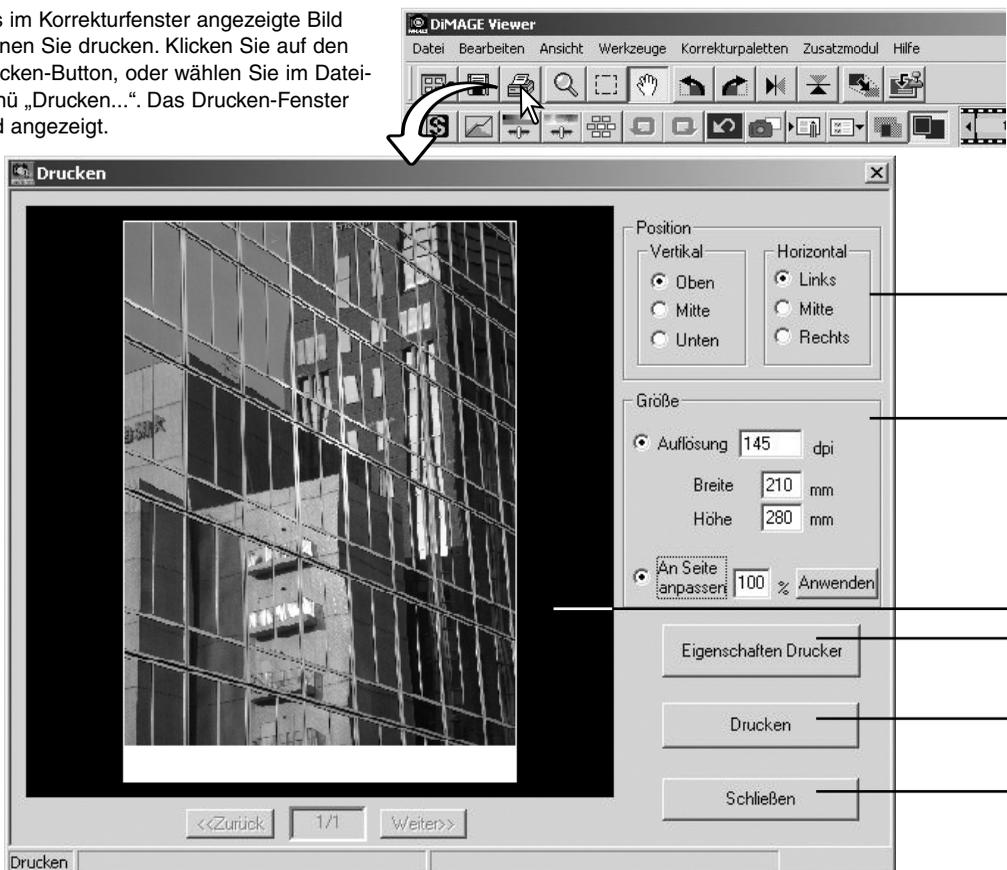 s im Korrekturfenster angezeigte Bild
nen Sie drucken. Klicken Sie auf den
cken-Button, oder wählen Sie im Datei-
nü „Drucken...“. Das Drucken-Fenster
d angezeigt.
DiMAGE Viewer
Datei Bearbeiten Ansicht Werkzeuge Korrekturpaletten Zusatzmodul Hilfe
1
Drucken
Position
Vertikal Horizontal
Oben Links
Mitte Mitte
Unten Rechts
Größe
Auflösung 145 dpi
Breite 210 mm
Höhe 280 mm
An Seite
anpassen 100 % Anwenden
Eigenschaften Drucker
Drucken
Schließen
<<Zurück 1/1 Weiter>>
Drucken